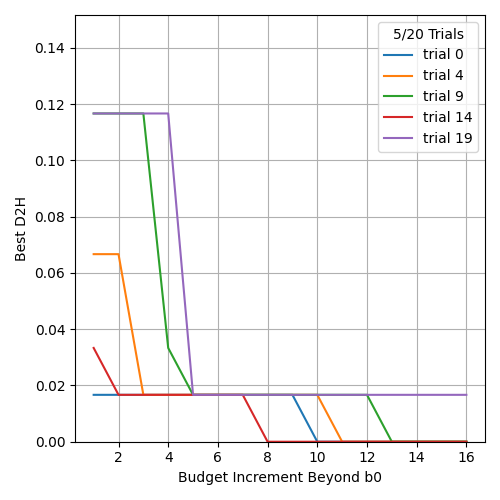 0.14
0.12
0.10
0.08
0.06
0.04
0.02
0.00
Best D2H
2 4 6 8 10 12 14 16
Budget Increment Beyond b0
5/20 Trials
trial 0
trial 4
trial 9
trial 14
trial 19